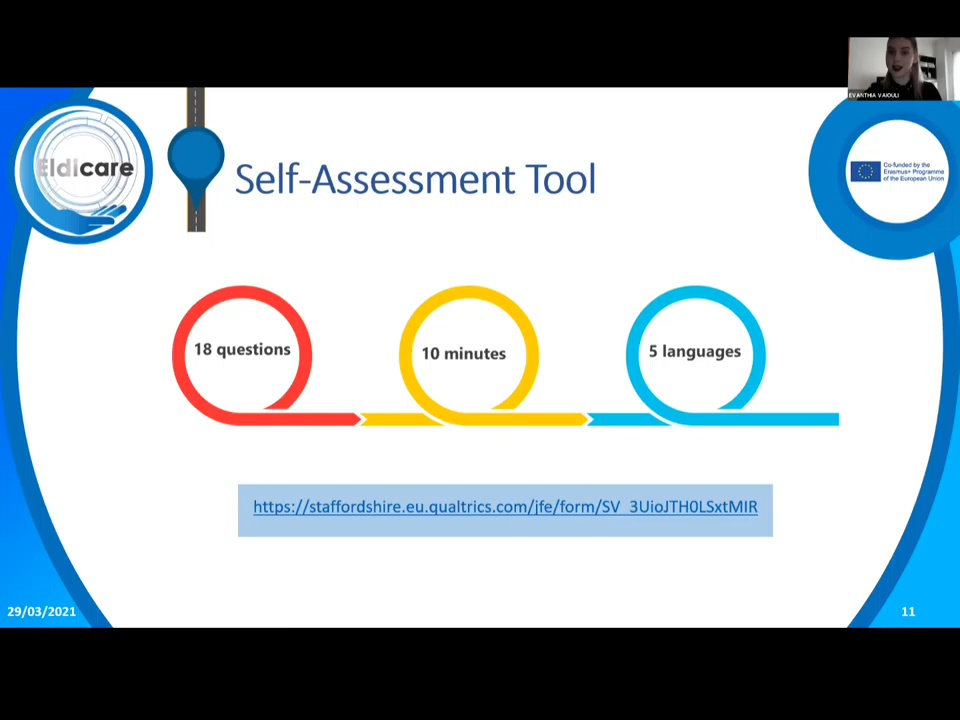 EVANTHIA VAIOULI
Eldicare
Self-Assessment Tool
Co-funded by the
Erasmus+ Programme
of the European Union
18 questions
10 minutes
5 languages
https://staffordshire.eu.qualtrics.com/jfe/form/SV_3UioJTH0LSxtMIR
29/03/2021
11